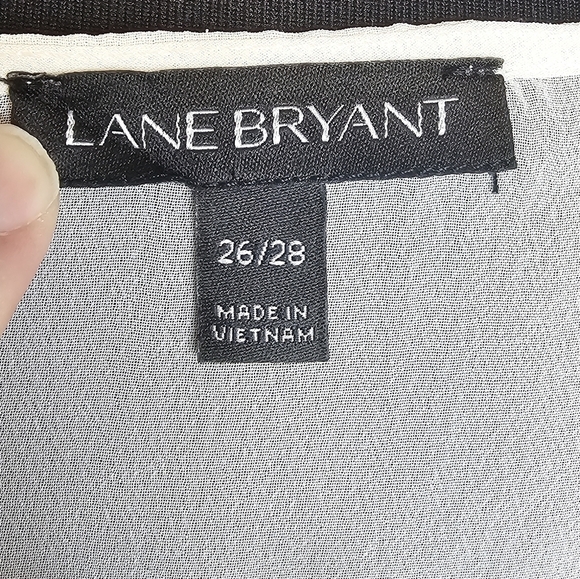 LANE BRYANT
26/28
MADE IN
VIETNAM